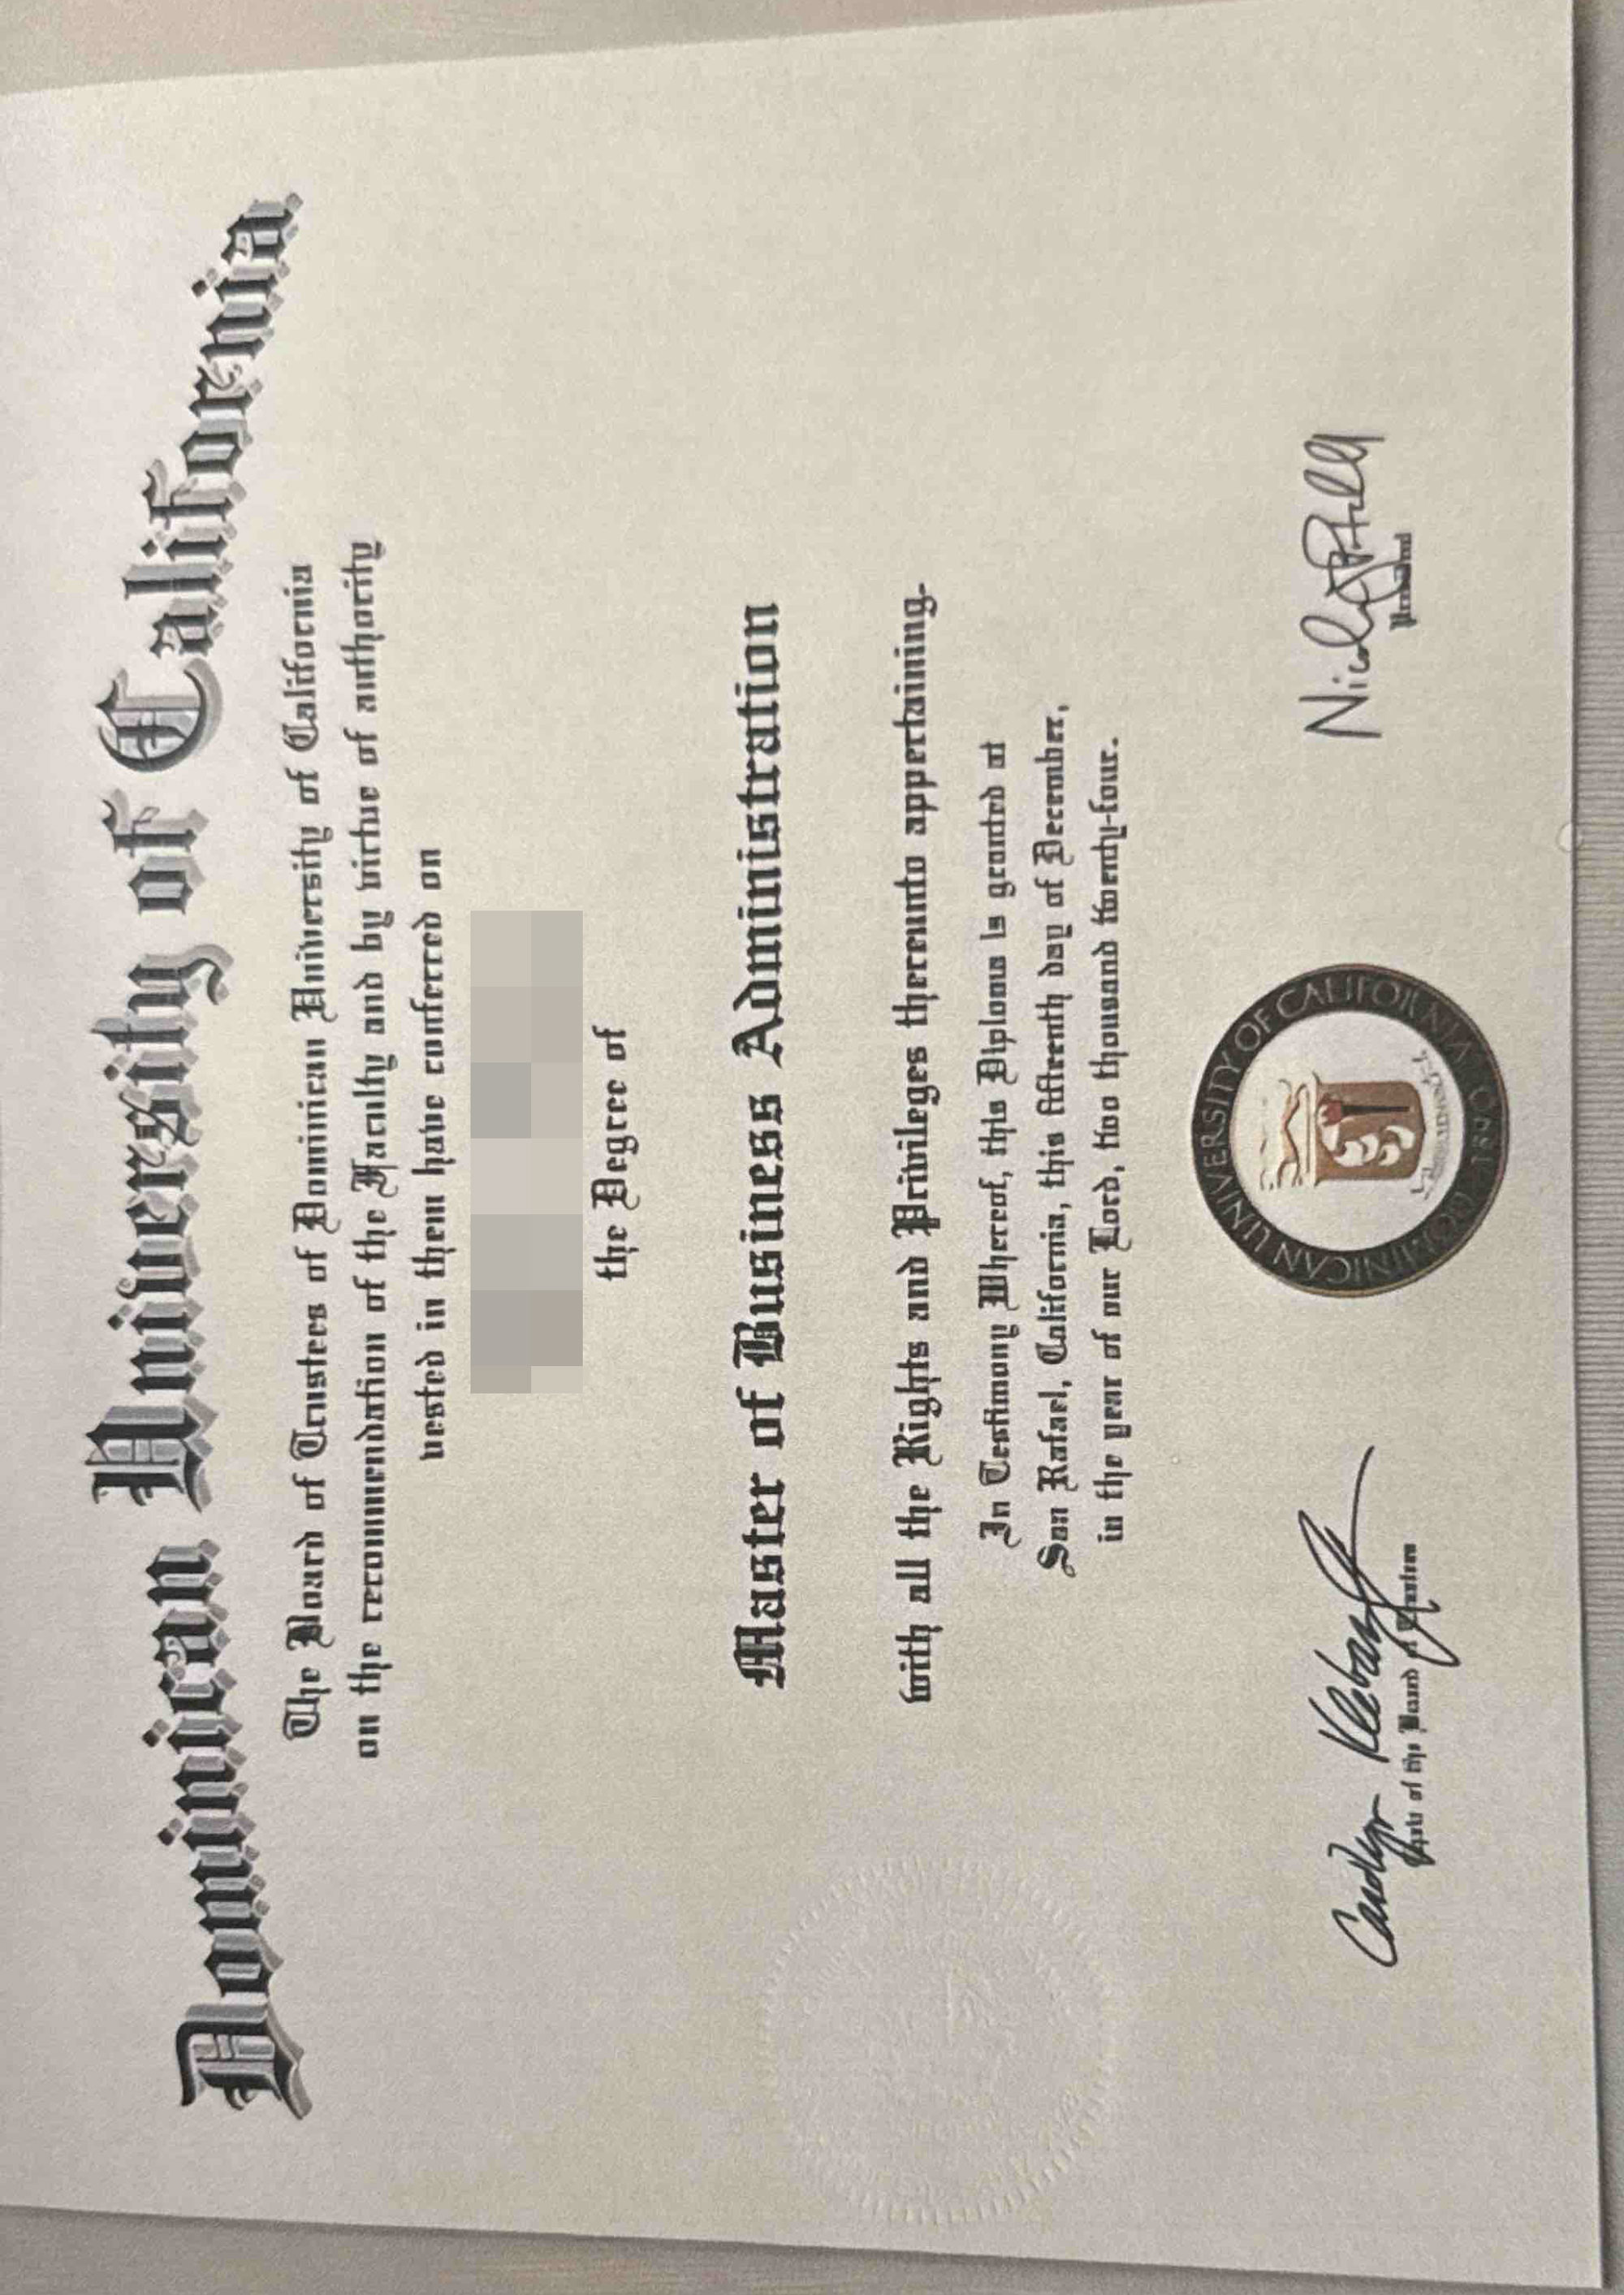 Dominican University of California
The Board of Trustees of Dominican University of California
on the recommendation of the Faculty and by virtue of authority
vested in them have conferred on
the Degree of
Master of Business Administration
with all the Rights and Privileges thereunto appertaining.
In Testimony Whereof, this Diploma is granted at
San Rafael, California, this fifteenth day of December,
in the year of our Lord, two thousand twenty-four.
of the Board of
President
DOMINICAN UNIVERSITY OF CALIFORNIA